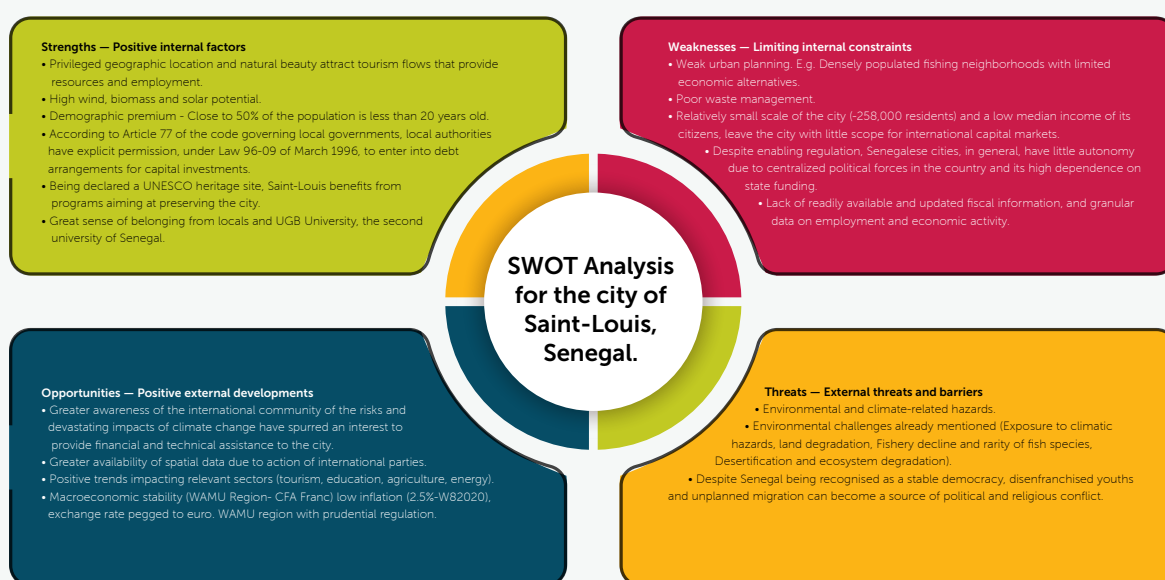 Strengths — Positive internal factors
• Privileged geographic location and natural beauty attract tourism flows that provide
resources and employment.
• High wind, biomass and solar potential.
• Demographic premium - Close to 50% of the population is less than 20 years old.
• According to Article 77 of the code governing local governments, local authorities
have explicit permission, under Law 96-09 of March 1996, to enter into debt
arrangements for capital investments.
• Being declared a UNESCO heritage site, Saint-Louis benefits from
programs aiming at preserving the city.
• Great sense of belonging from locals and UGB University, the second
university of Senegal.
Weaknesses — Limiting internal constraints
• Weak urban planning. E.g. Densely populated fishing neighborhoods with limited
economic alternatives.
• Poor waste management.
• Relatively small scale of the city (~258,000 residents) and a low median income of its
citizens, leave the city with little scope for international capital markets.
• Despite enabling regulation, Senegalese cities, in general, have little autonomy
due to centralized political forces in the country and its high dependence on
state funding.
• Lack of readily available and updated fiscal information, and granular
data on employment and economic activity.
SWOT Analysis
for the city of
Saint-Louis,
Senegal.
Opportunities — Positive external developments
• Greater awareness of the international community of the risks and
devastating impacts of climate change have spurred an interest to
provide financial and technical assistance to the city.
• Greater availability of spatial data due to action of international parties.
• Positive trends impacting relevant sectors (tourism, education, agriculture, energy).
• Macroeconomic stability (WAMU Region- CFA Franc) low inflation (2.5%-W82020),
exchange rate pegged to euro. WAMU region with prudential regulation.
Threats — External threats and barriers
• Environmental and climate-related hazards.
• Environmental challenges already mentioned (Exposure to climatic
hazards, land degradation, Fishery decline and rarity of fish species,
Desertification and ecosystem degradation).
• Despite Senegal being recognised as a stable democracy, disenfranchised youths
and unplanned migration can become a source of political and religious conflict.